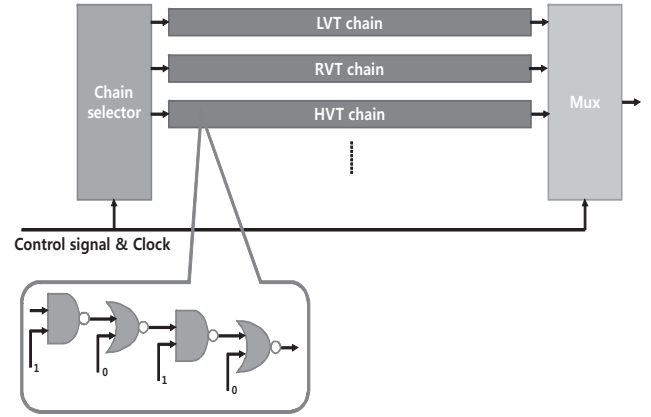 LVT chain
RVT chain
HVT chain
Chain
selector
Mux
Control signal & Clock
1
0
1
0